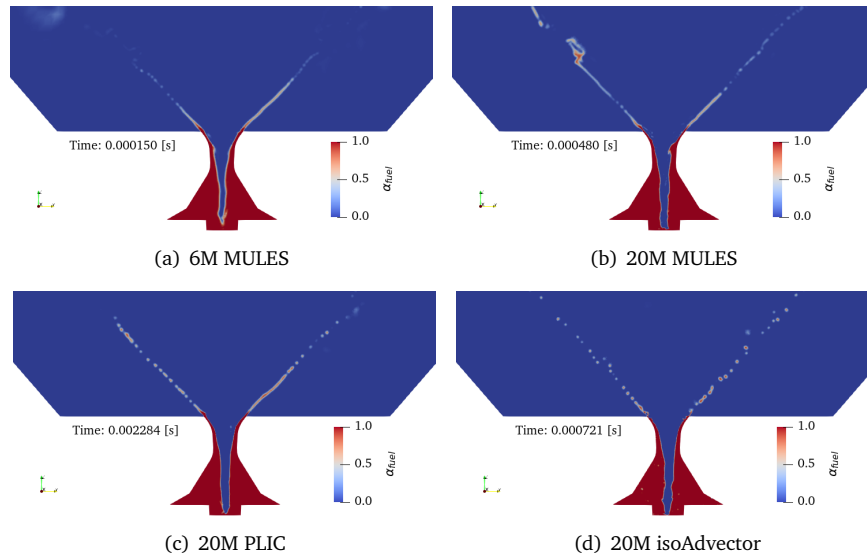 Time: 0.000150 [s]
1.0
0.5
0.0
α_fuel
(a) 6M MULES
Time: 0.000480 [s]
1.0
0.5
0.0
α_fuel
(b) 20M MULES
Time: 0.002284 [s]
1.0
0.5
0.0
α_fuel
(c) 20M PLIC
Time: 0.000721 [s]
1.0
0.5
0.0
α_fuel
(d) 20M isoAdvector